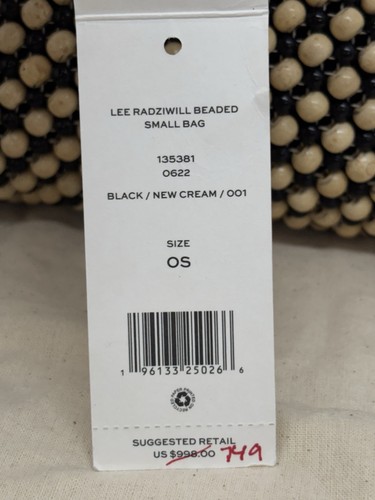 LEE RADZIWILL BEADED
SMALL BAG
135381
0622
BLACK / NEW CREAM / 001
SIZE
OS
1 96133 25026 6
SUGGESTED RETAIL
US $998.00 749